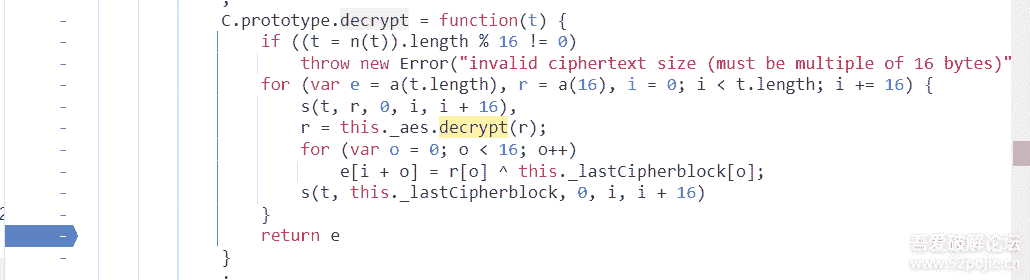 ;
C.prototype.decrypt = function(t) {
if ((t = n(t)).length % 16 != 0)
throw new Error("invalid ciphertext size (must be multiple of 16 bytes)"
for (var e = a(t.length), r = a(16), i = 0; i < t.length; i += 16) {
s(t, r, 0, i, i + 16),
r = this._aes.decrypt(r);
for (var o = 0; o < 16; o++)
e[i + o] = r[o] ^ this._lastCipherblock[o];
s(t, this._lastCipherblock, 0, i, i + 16)
}
return e
}
;
吾爱破解论坛
www.52pojie.cn